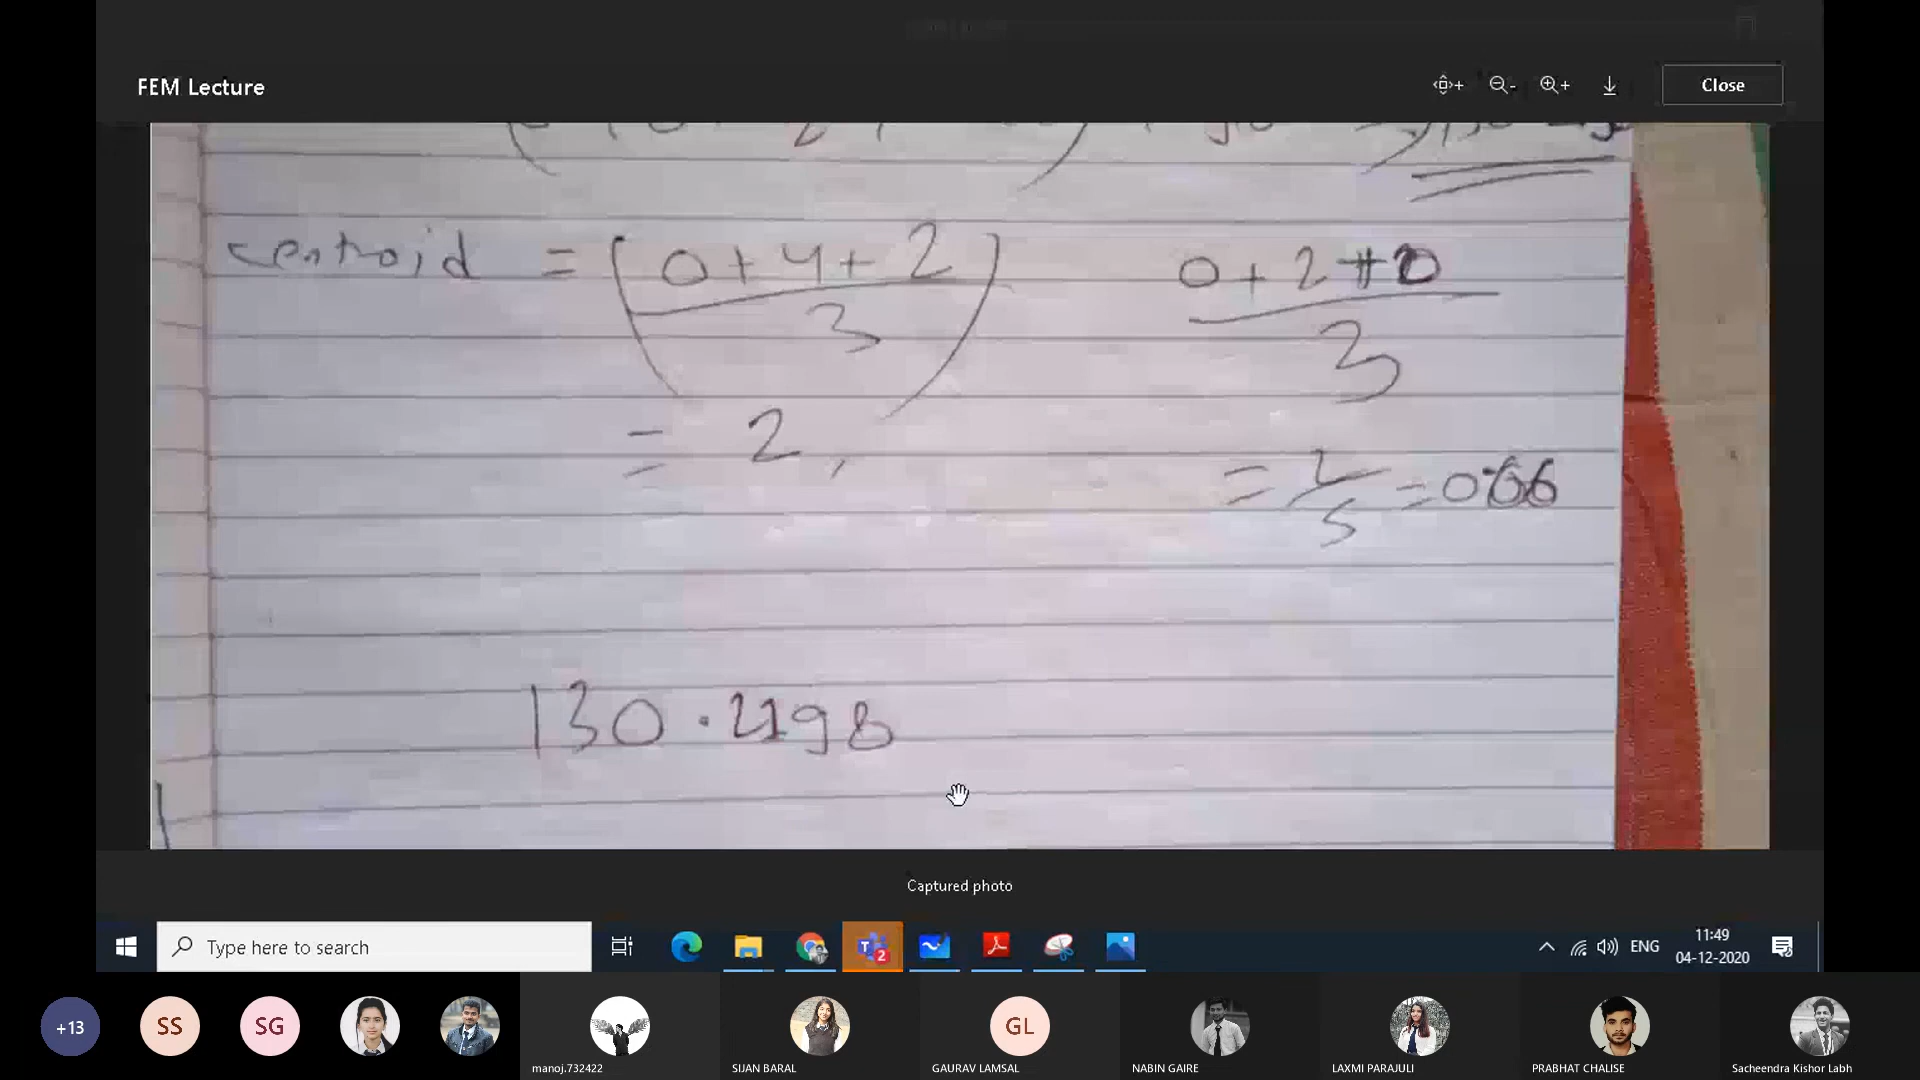 FEM Lecture
Close
centroid = (0+4+2 / 3) 0+2+0 / 3
= 2, = 2/3 = 0.66
130.2198
Captured photo
Type here to search
ENG
11:49
04-12-2020
2
+13
SS
SG
GL
manoj.732422
SIJAN BARAL
GAURAV LAMSAL
NABIN GAIRE
LAXMI PARAJULI
PRABHAT CHALISE
Sacheendra Kishor Labh